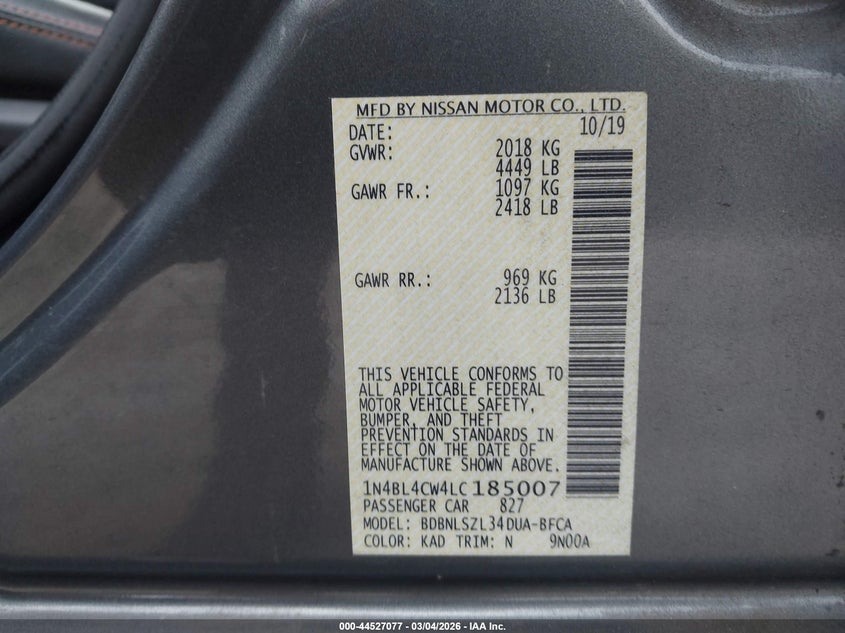 MFD BY NISSAN MOTOR CO., LTD.
DATE: 10/19
GVWR: 2018 KG
4449 LB
GAWR FR.: 1097 KG
2418 LB
GAWR RR.: 969 KG
2136 LB
THIS VEHICLE CONFORMS TO
ALL APPLICABLE FEDERAL
MOTOR VEHICLE SAFETY,
BUMPER, AND THEFT
PREVENTION STANDARDS IN
EFFECT ON THE DATE OF
MANUFACTURE SHOWN ABOVE.
1N4BL4CW4LC185007
PASSENGER CAR 827
MODEL: BDBNLSZL34DUA-BFCA
COLOR: KAD TRIM: N 9N00A
000-44527077 - 03/04/2026 - IAA Inc.